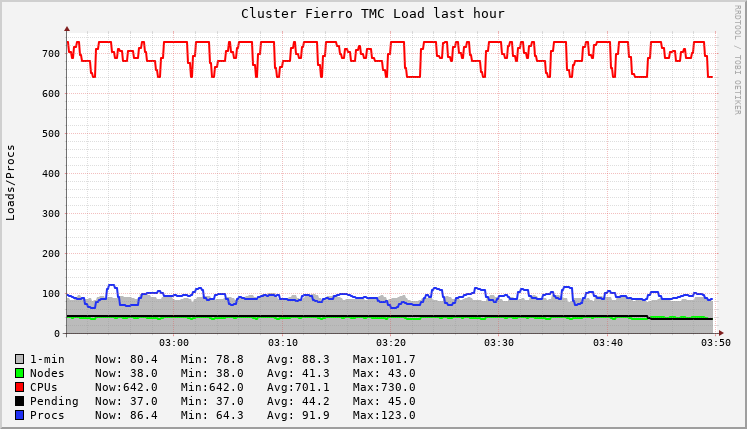 Cluster Fierro TMC Load last hour
RRDTOOL / TOBI OETIKER
Loads/Procs
700
600
500
400
300
200
100
0
03:00 03:10 03:20 03:30 03:40 03:50
1-min Now: 80.4 Min: 78.8 Avg: 88.3 Max:101.7
Nodes Now: 38.0 Min: 38.0 Avg: 41.3 Max: 43.0
CPUs Now:642.0 Min:642.0 Avg:701.1 Max:730.0
Pending Now: 37.0 Min: 37.0 Avg: 44.2 Max: 45.0
Procs Now: 86.4 Min: 64.3 Avg: 91.9 Max:123.0